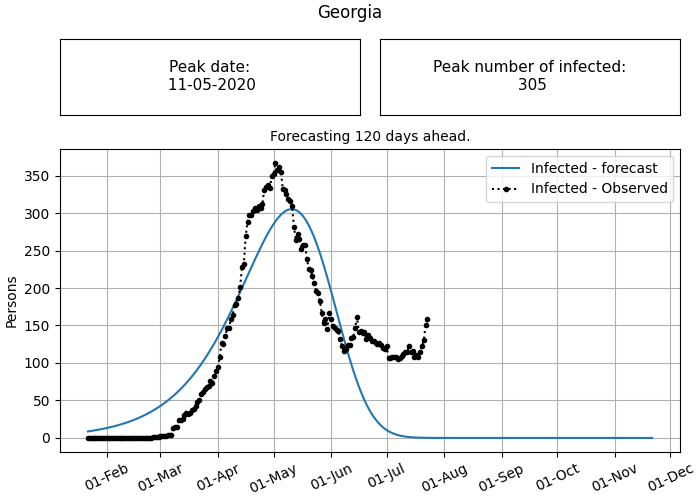 Georgia
Peak date:
11-05-2020
Peak number of infected:
305
Forecasting 120 days ahead.
Infected - forecast
Infected - Observed
Persons
350
300
250
200
150
100
50
0
01-Feb
01-Mar
01-Apr
01-May
01-Jun
01-Jul
01-Aug
01-Sep
01-Oct
01-Nov
01-Dec